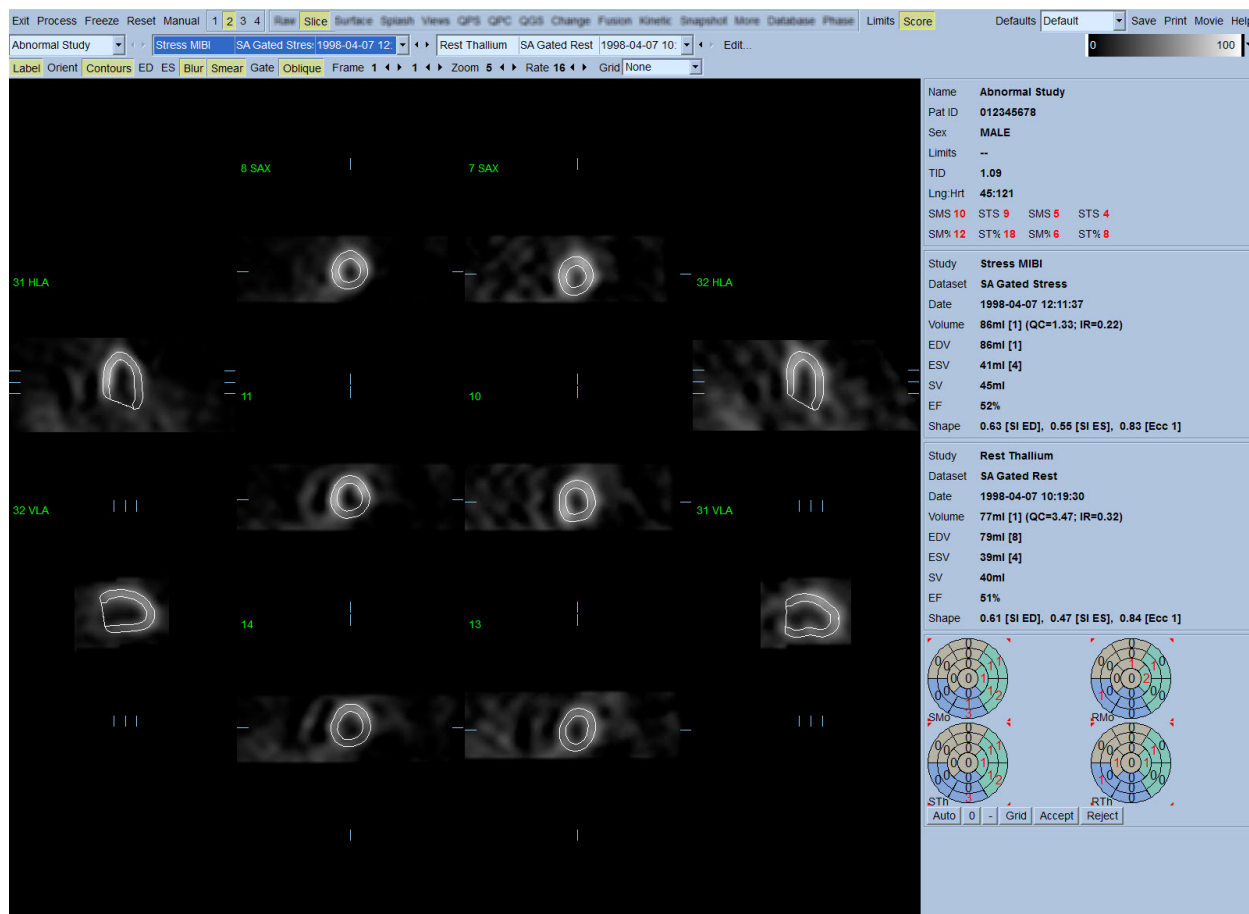 Exit Process Freeze Reset Manual 1 2 3 4 Raw Slice Surface Splash Views QPS QPC QGS Change Fusion Kinetic Snapshot More Database Phase Limits Score Defaults Default Save Print Movie Help
Abnormal Study Stress MIBI SA Gated Stres: 1998-04-07 12: Rest Thallium SA Gated Rest 1998-04-07 10: Edit... 0 100
Label Orient Contours ED ES Blur Smear Gate Oblique Frame 1 1 Zoom 5 Rate 16 Grid None
8 SAX 7 SAX
31 HLA 32 HLA
11 10
32 VLA 31 VLA
14 13
Name Abnormal Study
Pat ID 012345678
Sex MALE
Limits --
TID 1.09
Lng:Hrt 45:121
SMS 10 STS 9 SMS 5 STS 4
SM% 12 ST% 18 SM% 6 ST% 8
Study Stress MIBI
Dataset SA Gated Stress
Date 1998-04-07 12:11:37
Volume 86ml [1] (QC=1.33; IR=0.22)
EDV 86ml [1]
ESV 41ml [4]
SV 45ml
EF 52%
Shape 0.63 [SI ED], 0.55 [SI ES], 0.83 [Ecc 1]
Study Rest Thallium
Dataset SA Gated Rest
Date 1998-04-07 10:19:30
Volume 77ml [1] (QC=3.47; IR=0.32)
EDV 79ml [8]
ESV 39ml [4]
SV 40ml
EF 51%
Shape 0.61 [SI ED], 0.47 [SI ES], 0.84 [Ecc 1]
SMo RMo
STh RTh
Auto 0 - Grid Accept Reject